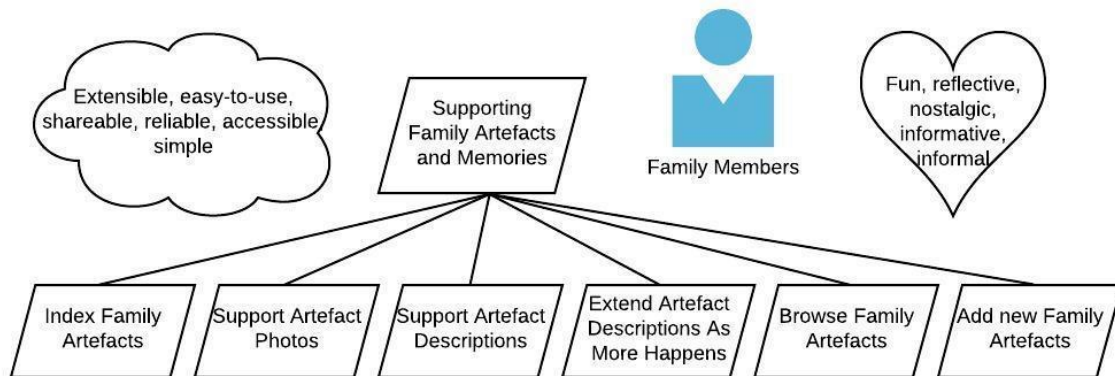 Extensible, easy-to-use,
shareable, reliable, accessible,
simple
Supporting
Family Artefacts
and Memories
Family Members
Fun, reflective,
nostalgic,
informative,
informal
Index Family
Artefacts
Support Artefact
Photos
Support Artefact
Descriptions
Extend Artefact
Descriptions As
More Happens
Browse Family
Artefacts
Add new Family
Artefacts